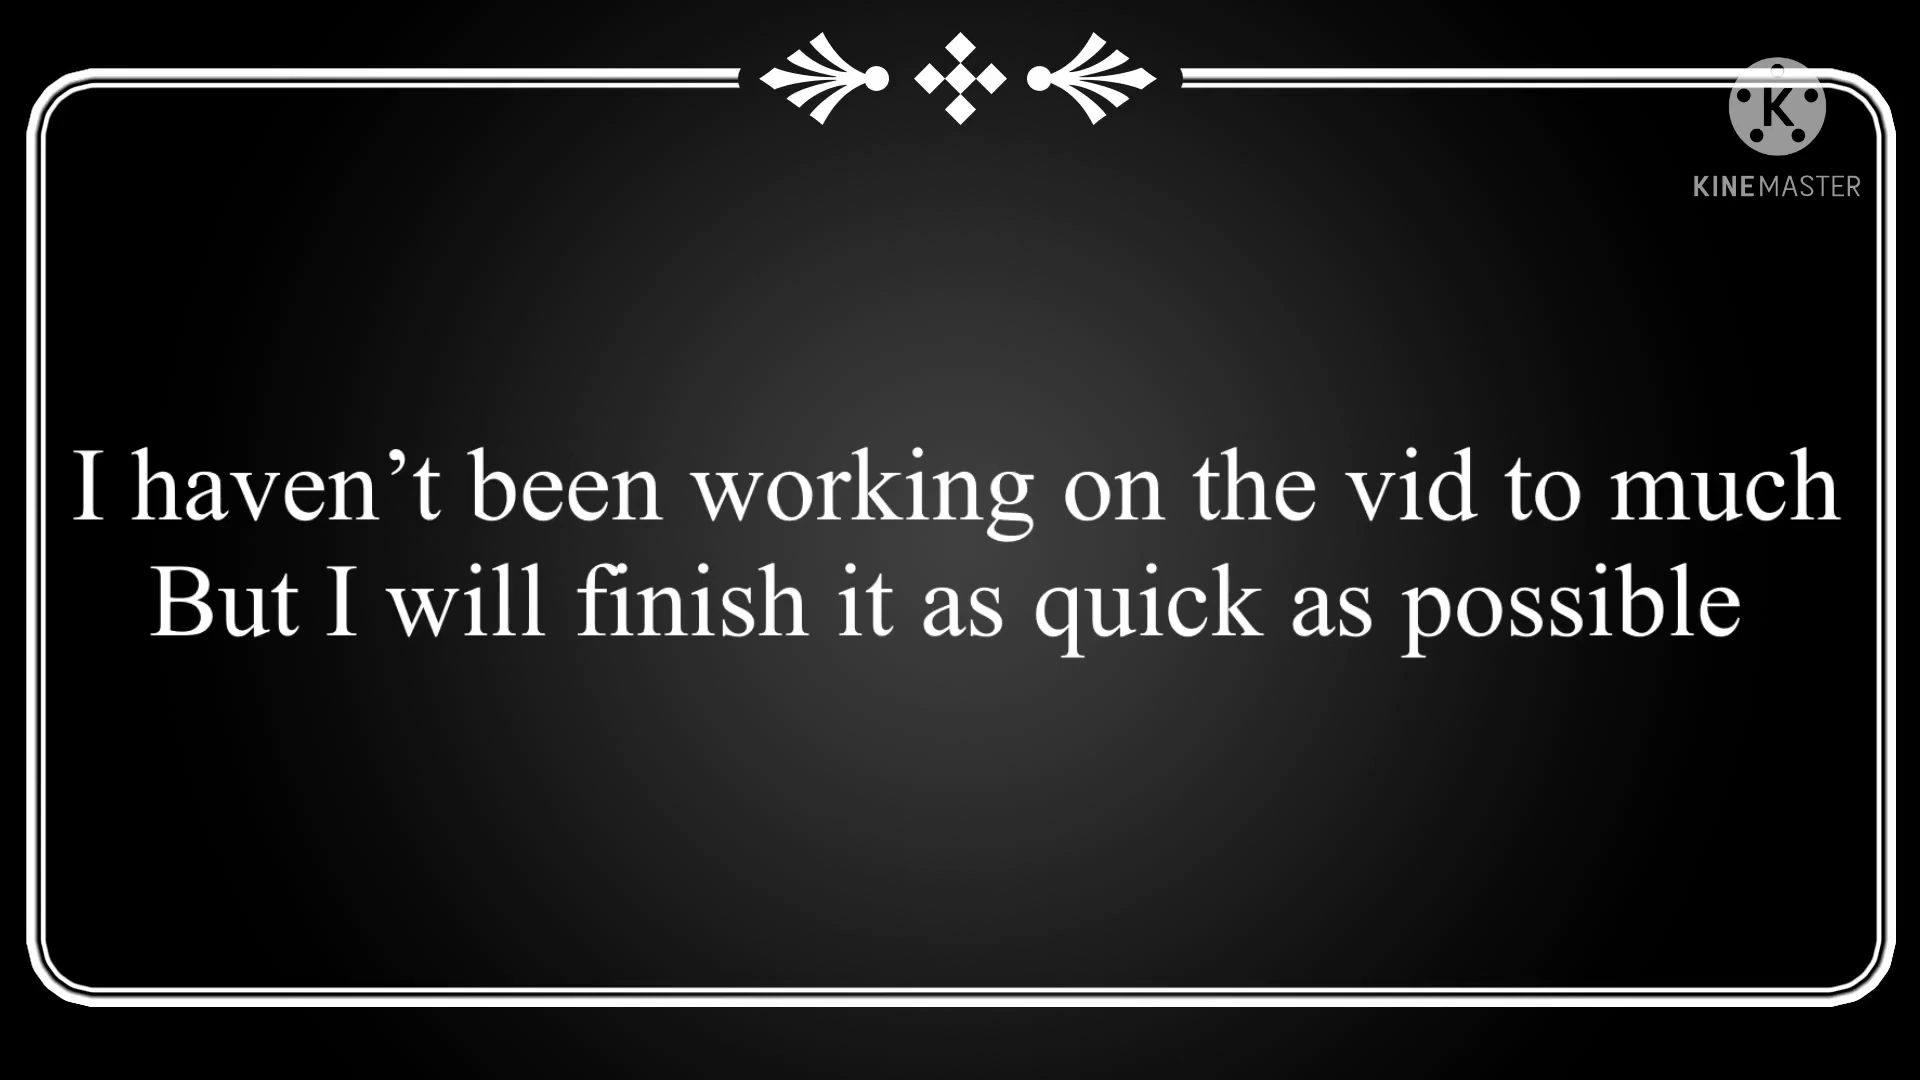 K
KINEMASTER
I haven’t been working on the vid to much
But I will finish it as quick as possible